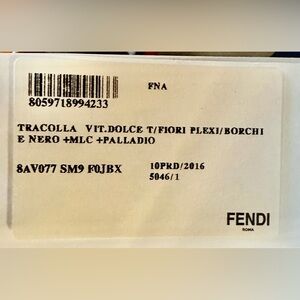 FNA
8059718994233
TRACOLLA VIT.DOLCE T/FIORI PLEXI/BORCHI
E NERO +MLC +PALLADIO
8AV077 SM9 F0JBX
10PRD/2016
5046/1
FENDI
ROMA